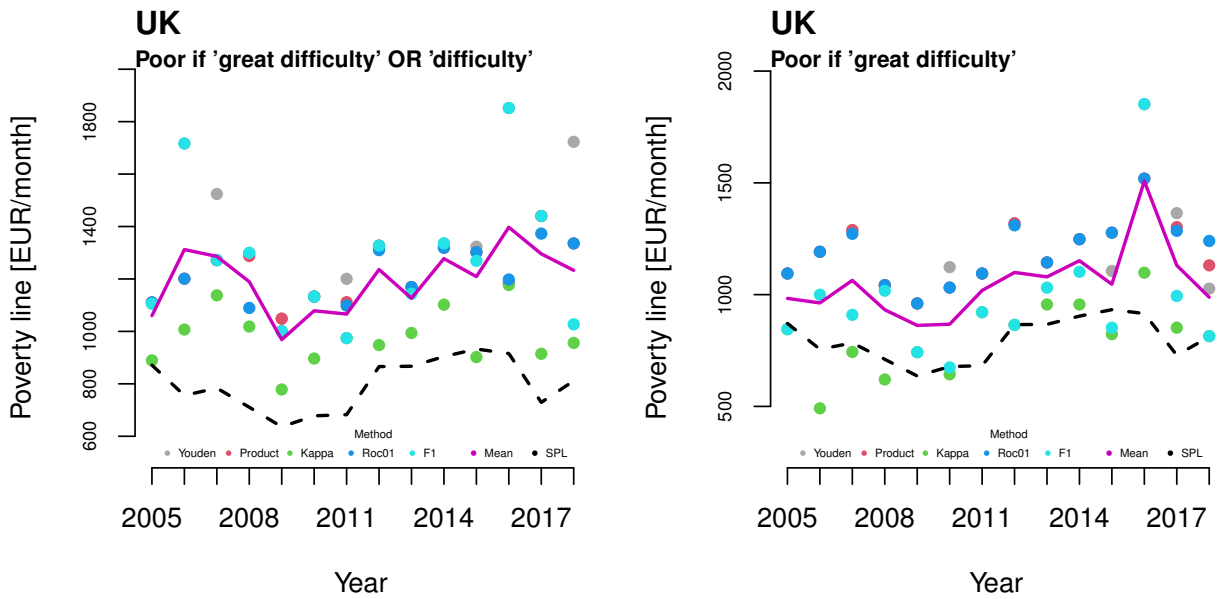 UK
Poor if 'great difficulty' OR 'difficulty'
Poverty line [EUR/month]
1800
1400
1000
800
600
Method
Youden Product Kappa Roc01 F1 Mean SPL
2005 2008 2011 2014 2017
Year
UK
Poor if 'great difficulty'
Poverty line [EUR/month]
2000
1500
1000
500
Method
Youden Product Kappa Roc01 F1 Mean SPL
2005 2008 2011 2014 2017
Year